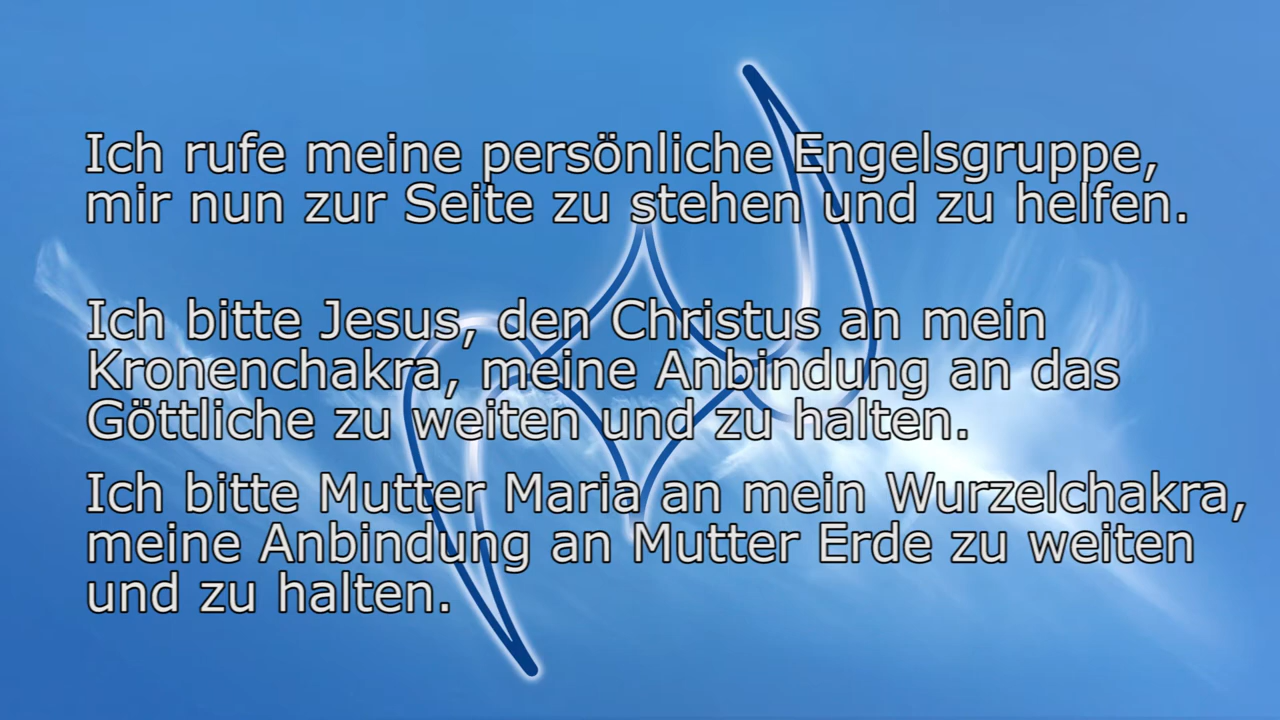 Ich rufe meine persönliche Engelsgruppe,
mir nun zur Seite zu stehen und zu helfen.
Ich bitte Jesus, den Christus an mein
Kronenchakra, meine Anbindung an das
Göttliche zu weiten und zu halten.
Ich bitte Mutter Maria an mein Wurzelchakra,
meine Anbindung an Mutter Erde zu weiten
und zu halten.